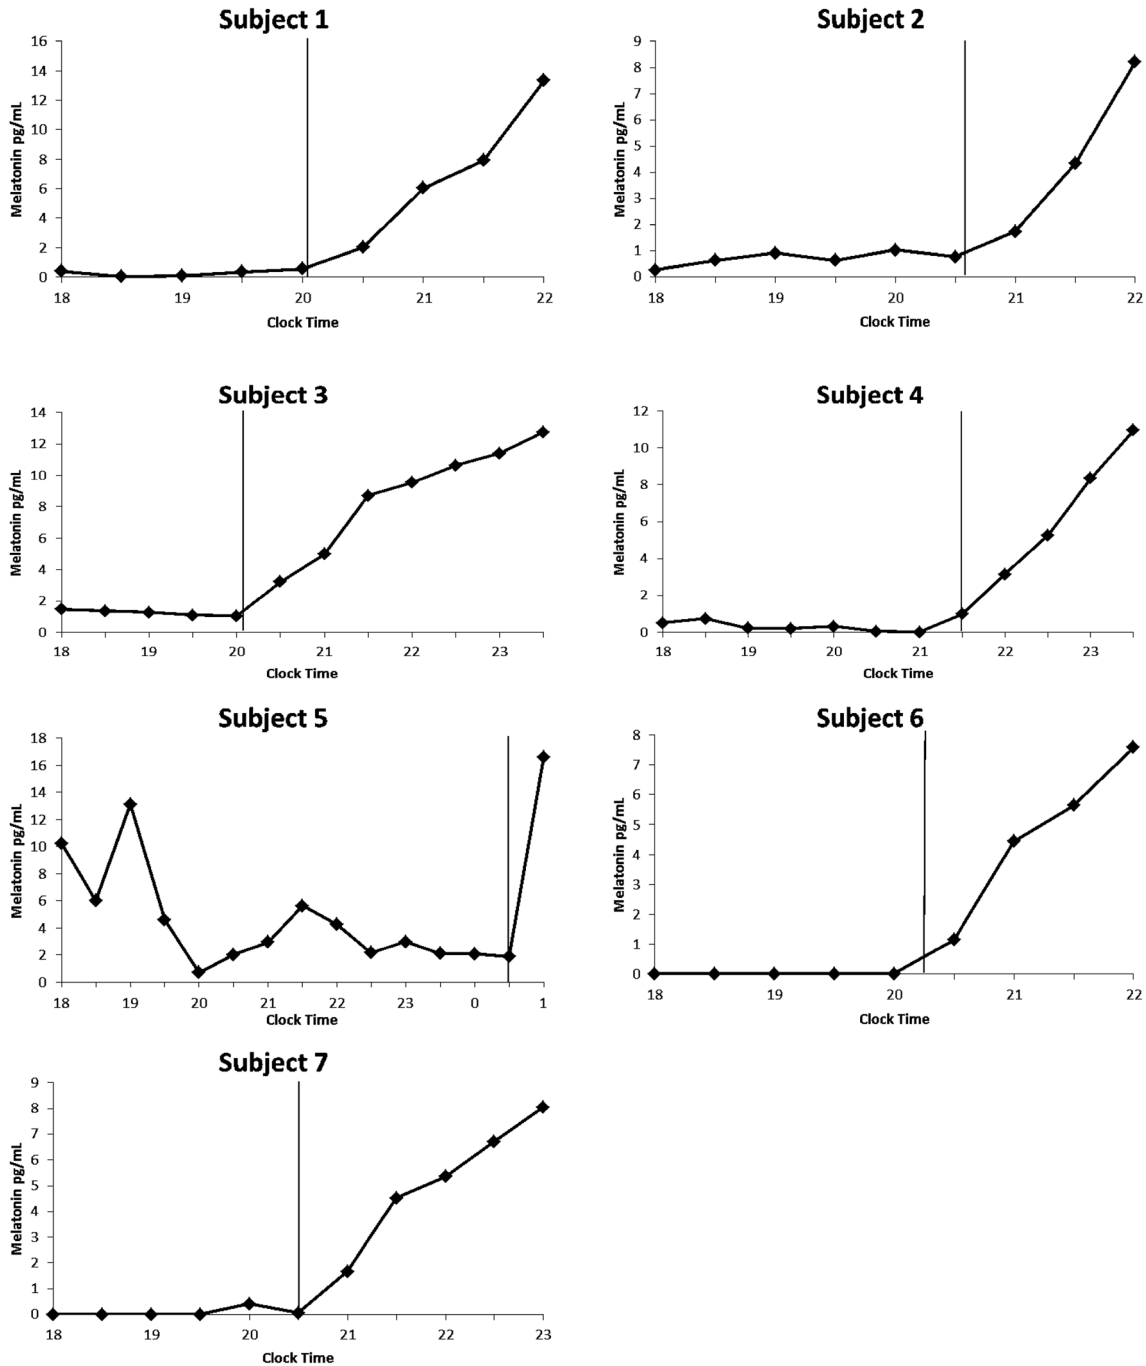 Subject 1
16
14
12
10
8
6
4
2
0
Melatonin pg/mL
18 19 20 21 22
Clock Time
Subject 2
9
8
7
6
5
4
3
2
1
0
Melatonin pg/mL
18 19 20 21 22
Clock Time
Subject 3
14
12
10
8
6
4
2
0
Melatonin pg/mL
18 19 20 21 22 23
Clock Time
Subject 4
12
10
8
6
4
2
0
Melatonin pg/mL
18 19 20 21 22 23
Clock Time
Subject 5
18
16
14
12
10
8
6
4
2
0
Melatonin pg/mL
18 19 20 21 22 23 0 1
Clock Time
Subject 6
8
7
6
5
4
3
2
1
0
Melatonin pg/mL
18 19 20 21 22
Clock Time
Subject 7
9
8
7
6
5
4
3
2
1
0
Melatonin pg/mL
18 19 20 21 22 23
Clock Time